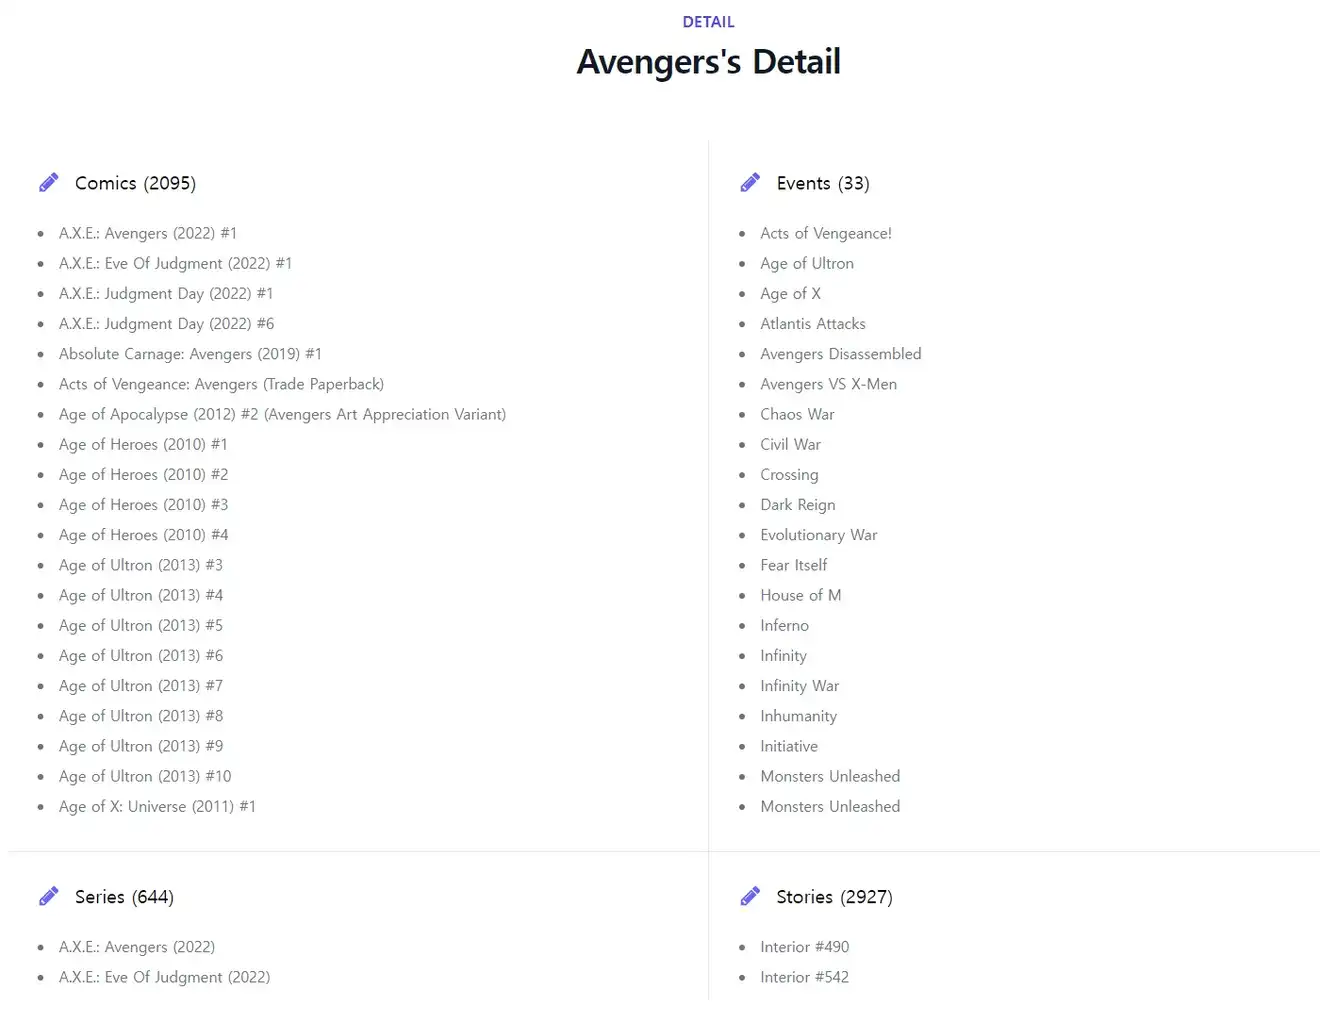 DETAIL
Avengers's Detail
Comics (2095)
A.X.E.: Avengers (2022) #1
A.X.E.: Eve Of Judgment (2022) #1
A.X.E.: Judgment Day (2022) #1
A.X.E.: Judgment Day (2022) #6
Absolute Carnage: Avengers (2019) #1
Acts of Vengeance: Avengers (Trade Paperback)
Age of Apocalypse (2012) #2 (Avengers Art Appreciation Variant)
Age of Heroes (2010) #1
Age of Heroes (2010) #2
Age of Heroes (2010) #3
Age of Heroes (2010) #4
Age of Ultron (2013) #3
Age of Ultron (2013) #4
Age of Ultron (2013) #5
Age of Ultron (2013) #6
Age of Ultron (2013) #7
Age of Ultron (2013) #8
Age of Ultron (2013) #9
Age of Ultron (2013) #10
Age of X: Universe (2011) #1
Events (33)
Acts of Vengeance!
Age of Ultron
Age of X
Atlantis Attacks
Avengers Disassembled
Avengers VS X-Men
Chaos War
Civil War
Crossing
Dark Reign
Evolutionary War
Fear Itself
House of M
Inferno
Infinity
Infinity War
Inhumanity
Initiative
Monsters Unleashed
Monsters Unleashed
Series (644)
A.X.E.: Avengers (2022)
A.X.E.: Eve Of Judgment (2022)
Stories (2927)
Interior #490
Interior #542